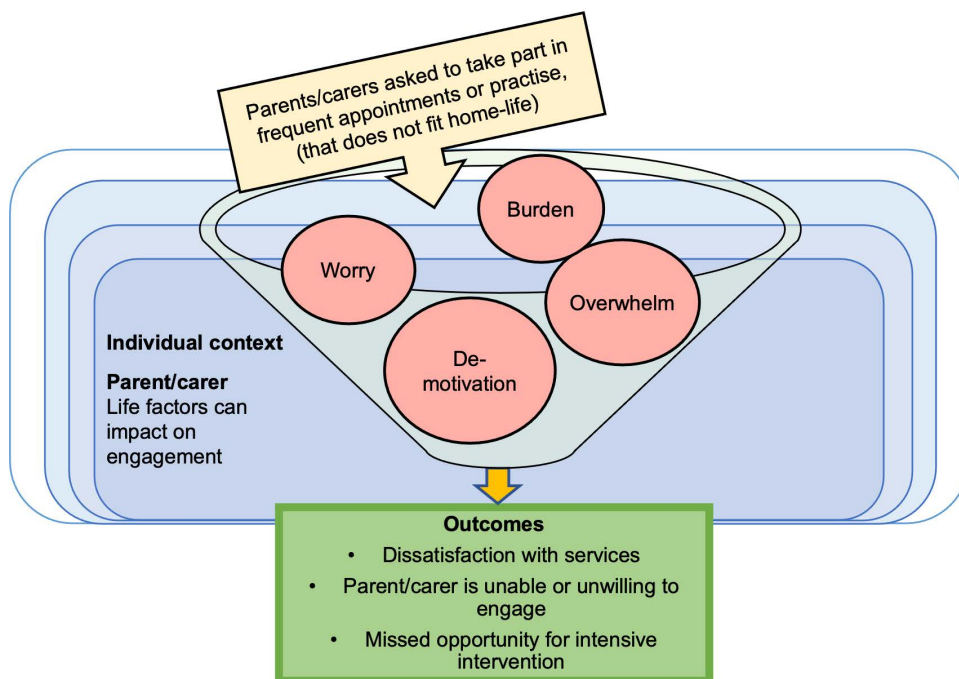 Parents/carers asked to take part in
frequent appointments or practise,
(that does not fit home-life)
Burden
Worry
Overwhelm
De-
motivation
Individual context
Parent/carer
Life factors can
impact on
engagement
Outcomes
• Dissatisfaction with services
• Parent/carer is unable or unwilling to
engage
• Missed opportunity for intensive
intervention